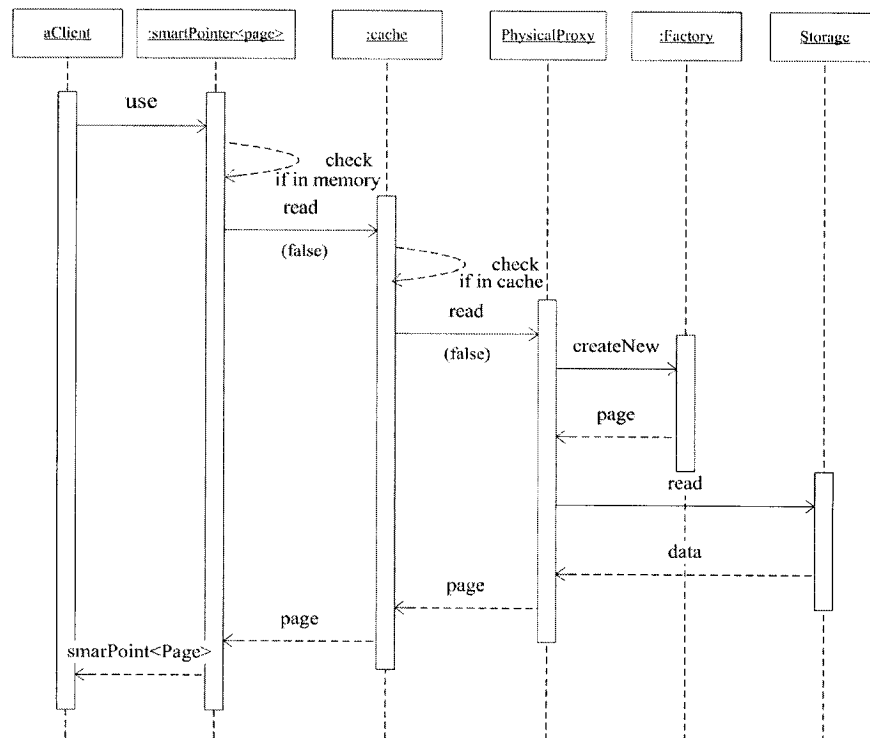 aClient
:smartPointer<page>
:cache
PhysicalProxy
:Factory
Storage
use
check
if in memory
read
(false)
check
if in cache
read
(false)
createNew
page
read
data
page
page
smarPoint<Page>